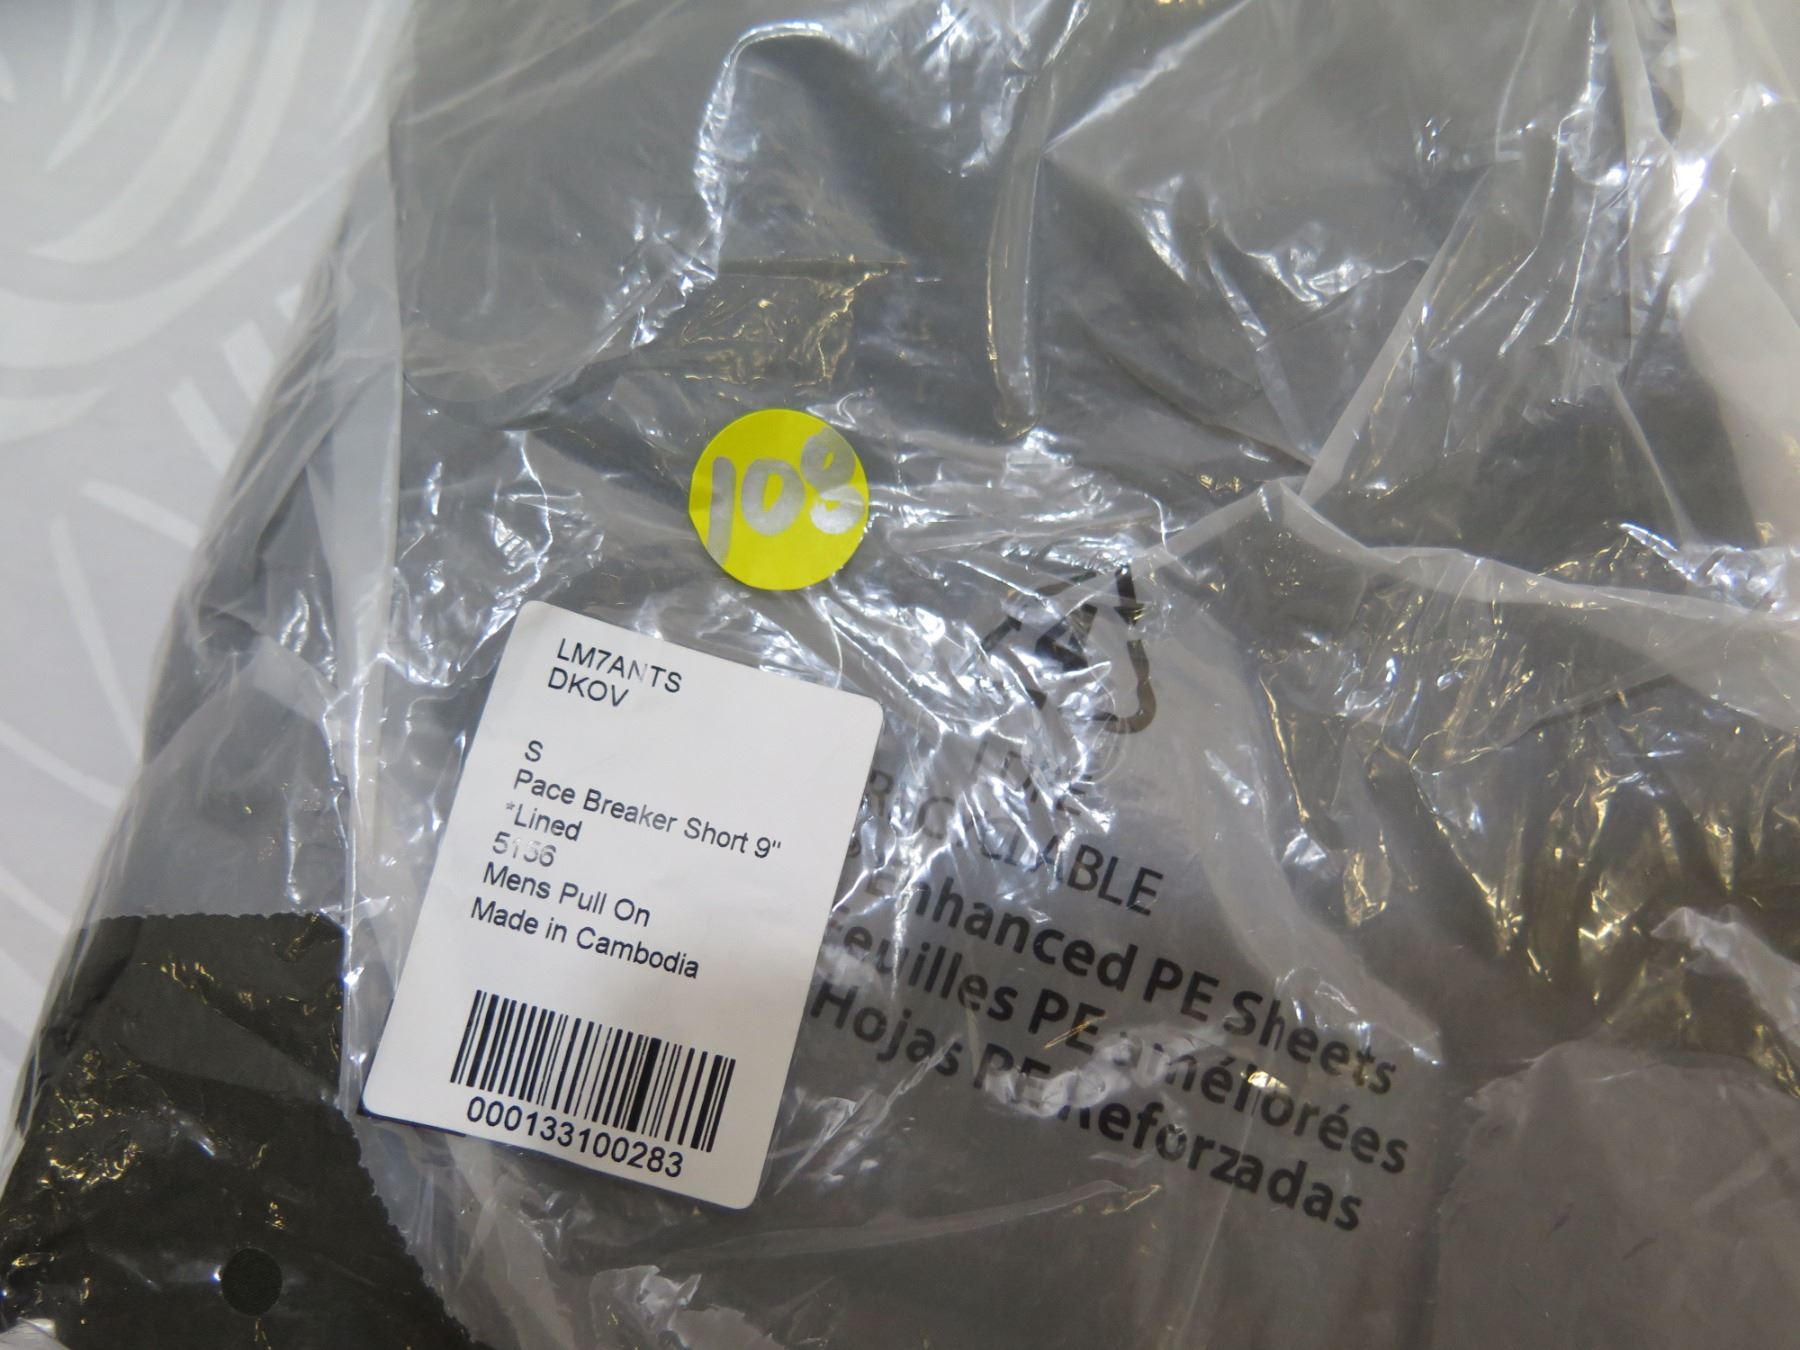 108
LM7ANTS
DKOV
S
Pace Breaker Short 9"
*Lined
5156
Mens Pull On
Made in Cambodia
000133100283
RECYCLABLE
Enhanced PE Sheets
Feuilles PE améliorées
Hojas PE Reforzadas